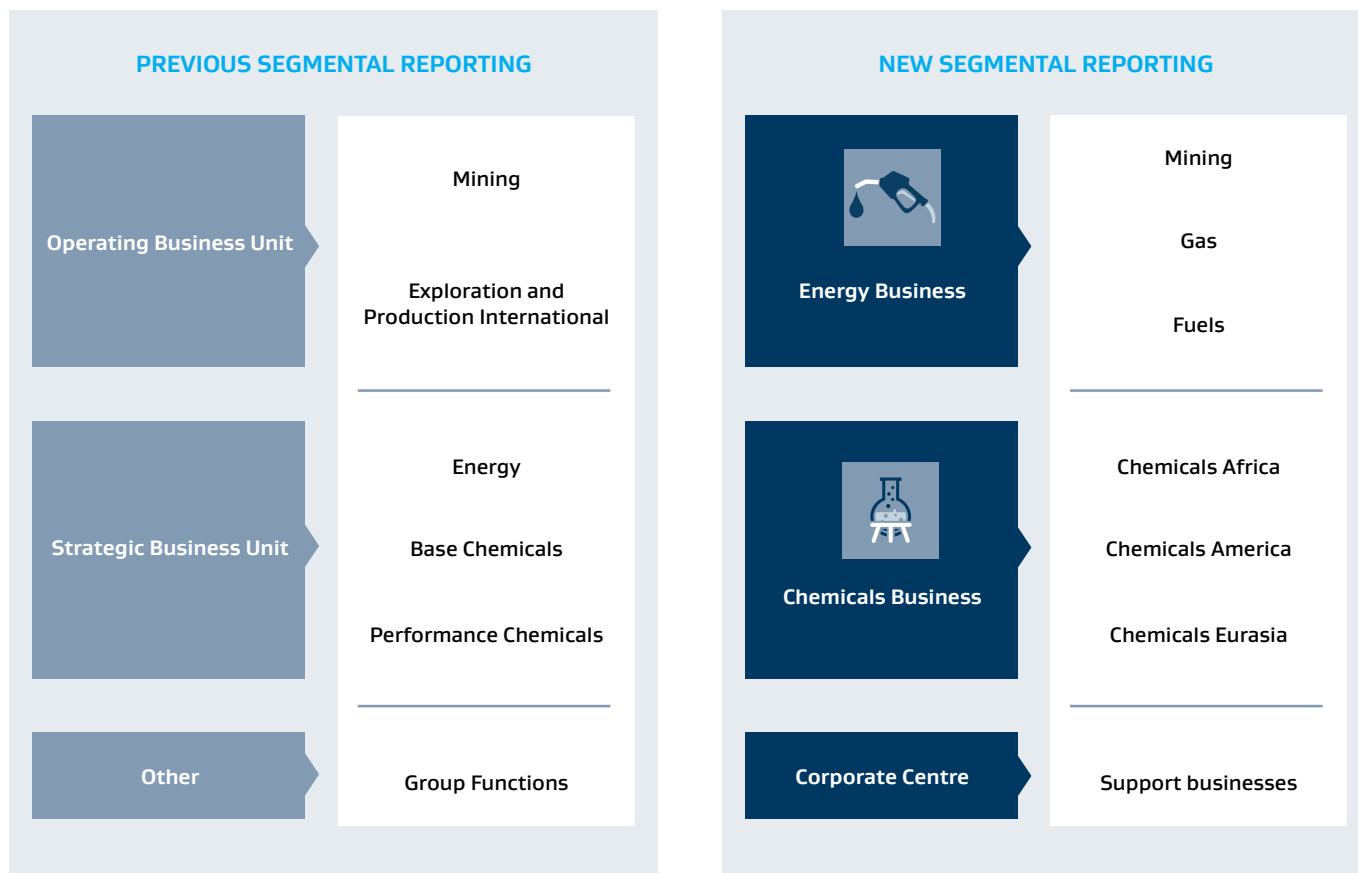 PREVIOUS SEGMENTAL REPORTING
Operating Business Unit
Mining
Exploration and
Production International
Strategic Business Unit
Energy
Base Chemicals
Performance Chemicals
Other
Group Functions
NEW SEGMENTAL REPORTING
Energy Business
Mining
Gas
Fuels
Chemicals Business
Chemicals Africa
Chemicals America
Chemicals Eurasia
Corporate Centre
Support businesses